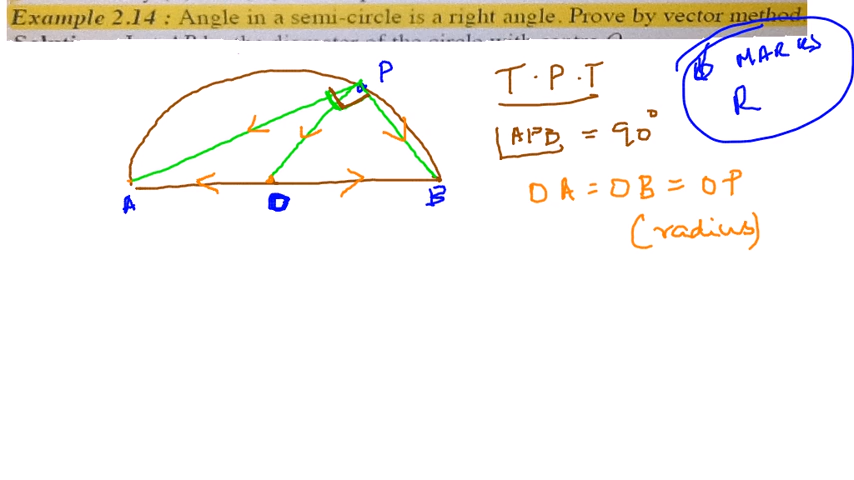 Example 2.14 : Angle in a semi-circle is a right angle. Prove by vector method
6 MARKS
R
P
T.P.T
APB = 90°
OA = OB = OP
(radius)
A
O
B